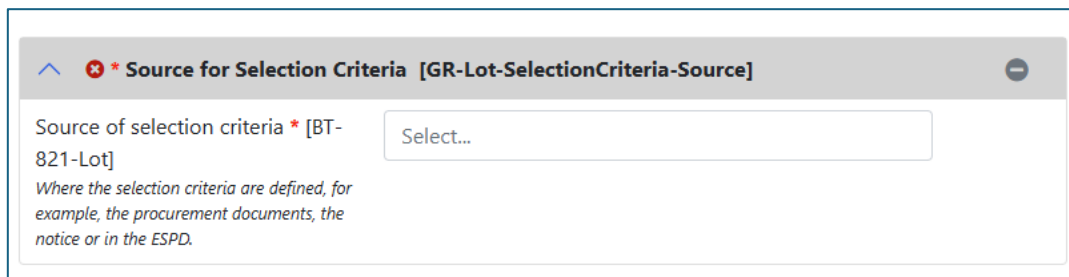 * Source for Selection Criteria [GR-Lot-SelectionCriteria-Source]
Source of selection criteria * [BT-
821-Lot]
Select...
Where the selection criteria are defined, for
example, the procurement documents, the
notice or in the ESPD.